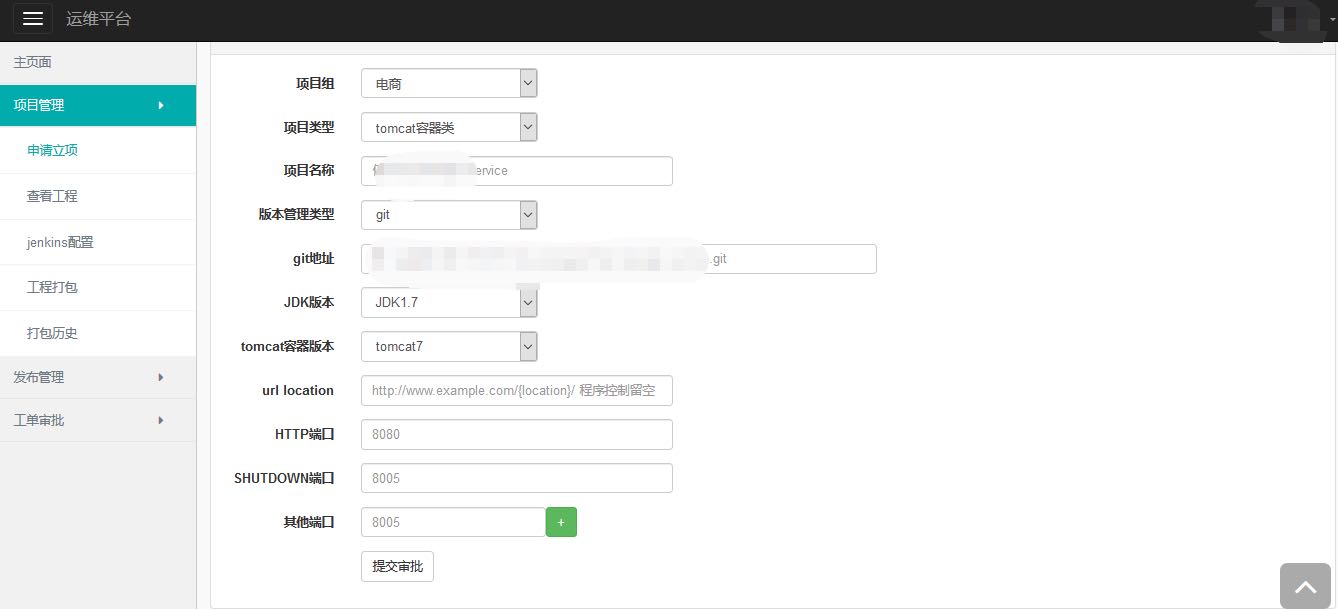 运维平台
主页面
项目管理
申请立项
查看工程
jenkins配置
工程打包
打包历史
发布管理
工单审批
项目组 电商
项目类型 tomcat容器类
项目名称 ervice
版本管理类型 git
git地址 .git
JDK版本 JDK1.7
tomcat容器版本 tomcat7
url location http://www.example.com/{location}/ 程序控制留空
HTTP端口 8080
SHUTDOWN端口 8005
其他端口 8005 +
提交审批